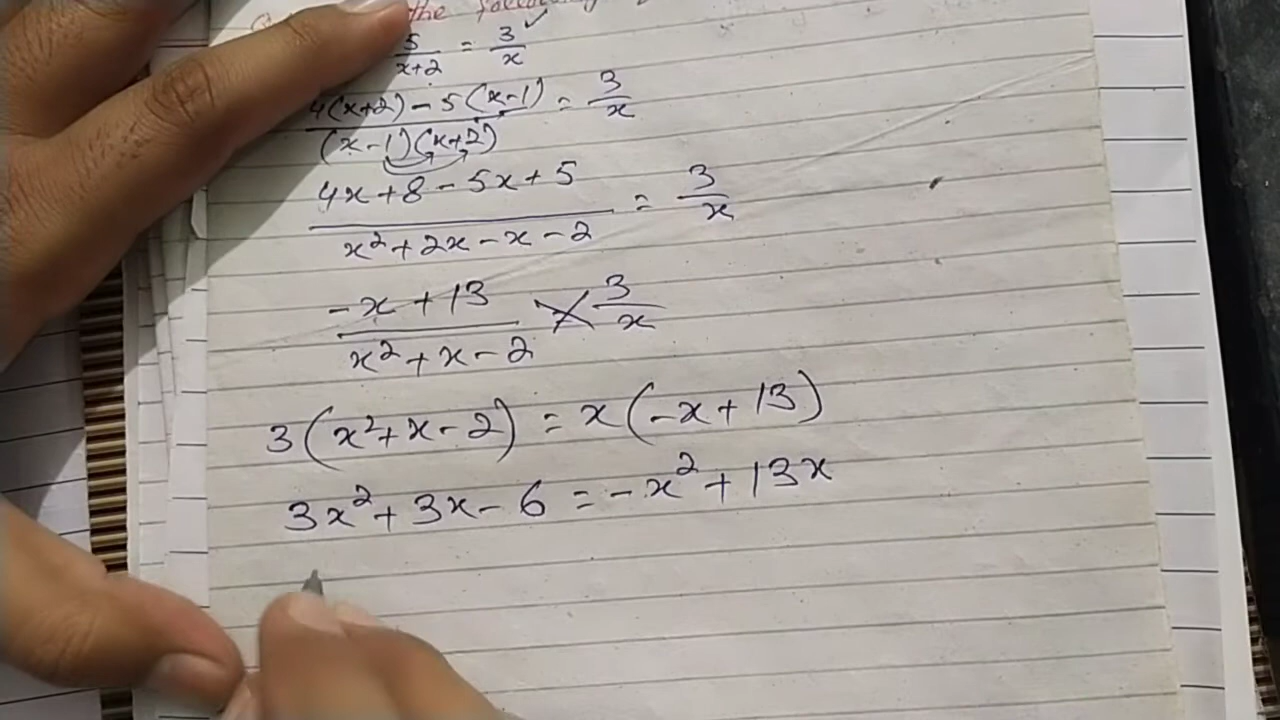 the following
5/(x+2) = 3/x ✓
(4(x+2) - 5(x-1))/((x-1)(x+2)) = 3/x
(4x + 8 - 5x + 5)/(x² + 2x - x - 2) = 3/x
(-x + 13)/(x² + x - 2) ⤫ 3/x
3(x² + x - 2) = x(-x + 13)
3x² + 3x - 6 = -x² + 13x